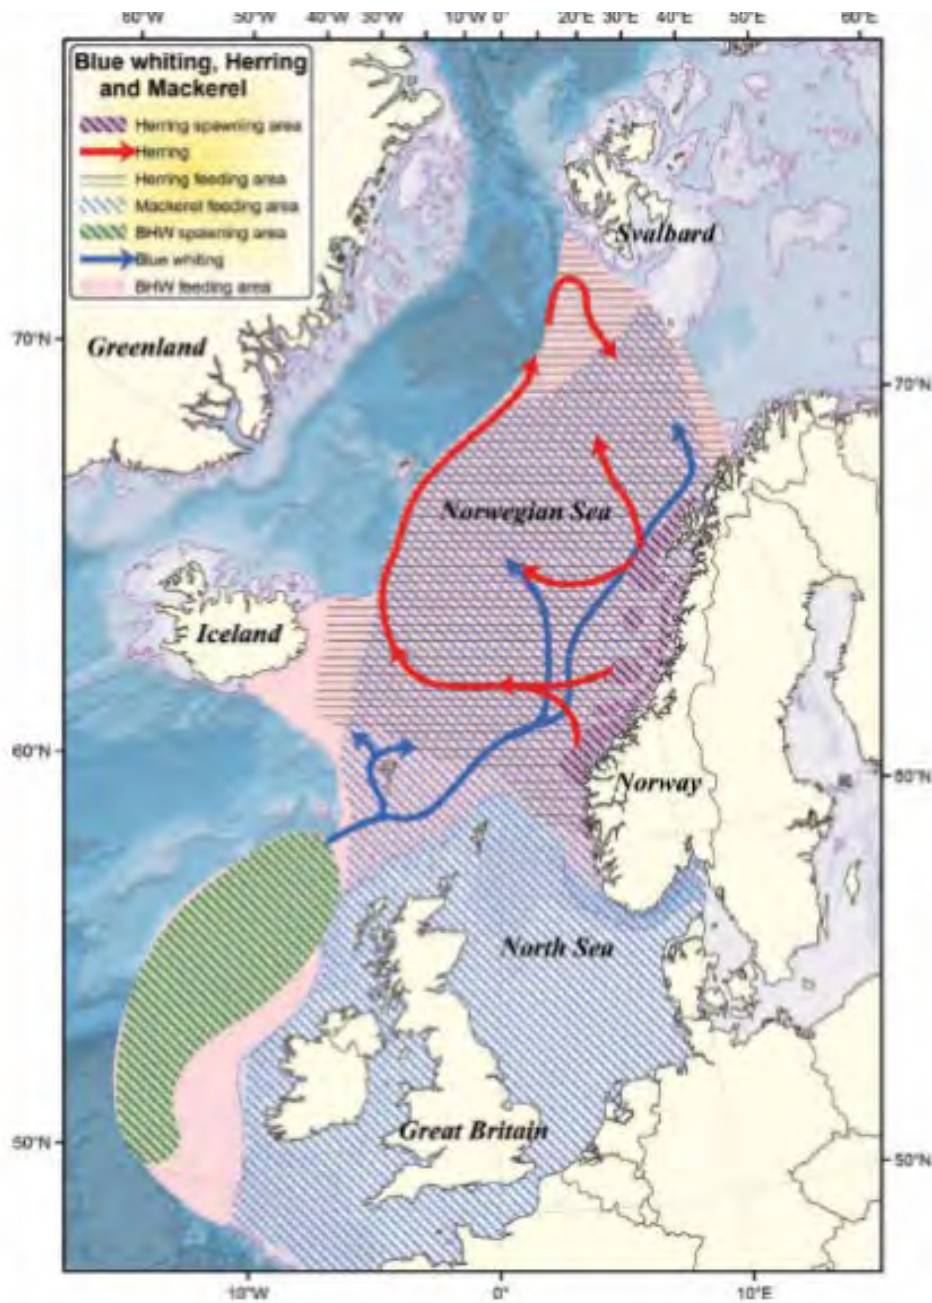 60°W 50°W 40°W 30°W 10°W 0° 20°E 30°E 40°E 50°E 60°E
Blue whiting, Herring
and Mackerel
Herring spawning area
Herring
Herring feeding area
Mackerel feeding area
BHW spawning area
Blue whiting
BHW feeding area
Svalbard
70°N
Greenland
70°N
Norwegian Sea
Iceland
60°N
Norway
60°N
North Sea
Great Britain
50°N
50°N
10°W 0° 10°E